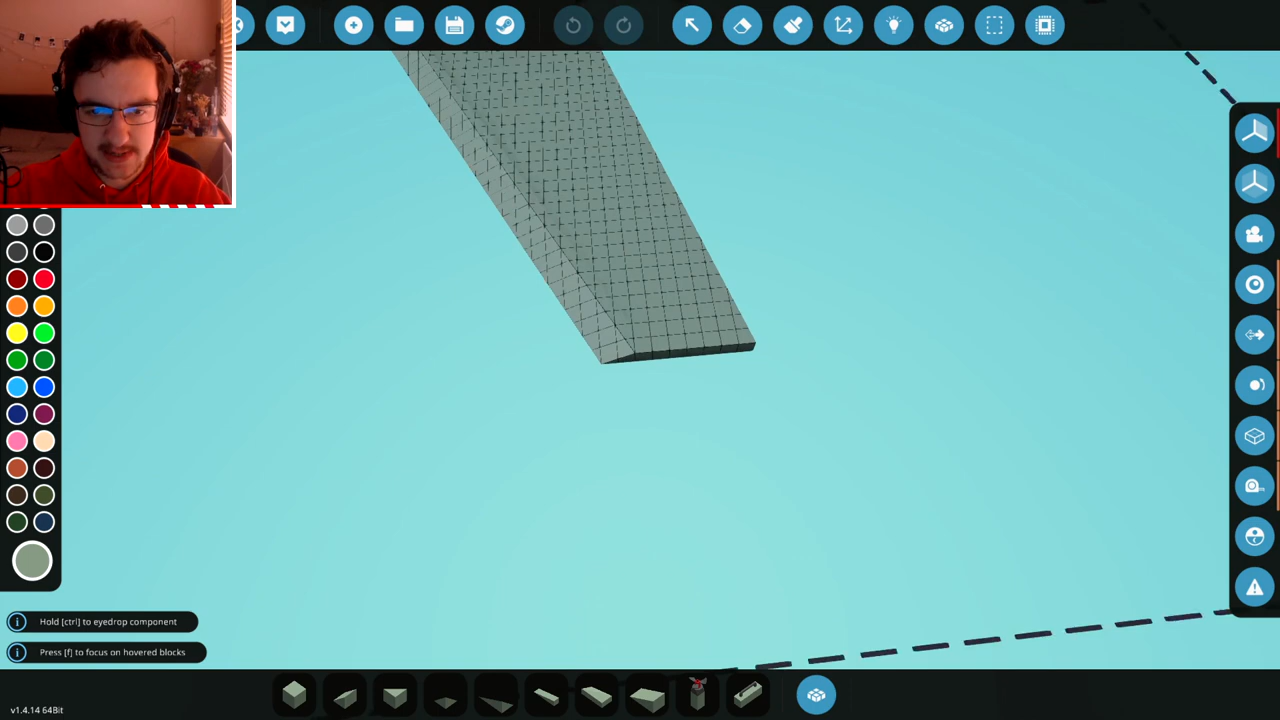 Hold [ctrl] to eyedrop component
Press [f] to focus on hovered blocks
v1.4.14 64Bit